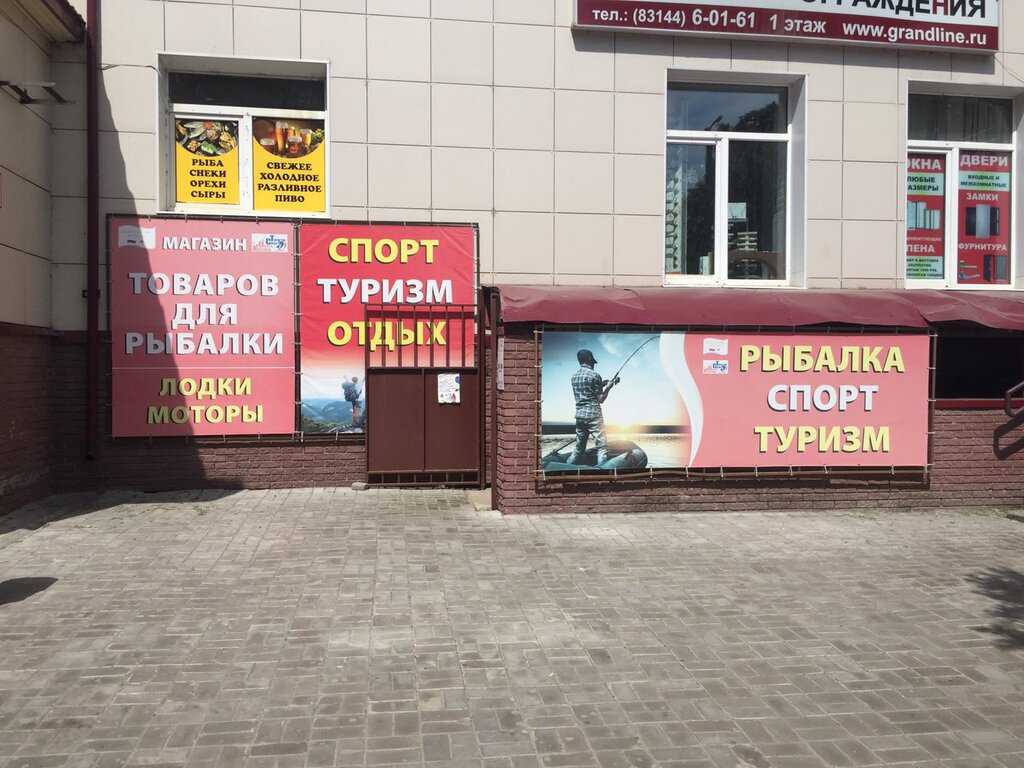 ОГРАЖДЕНИЯ
тел.: (83144) 6-01-61 1 этаж www.grandline.ru
РЫБА
СНЕКИ
ОРЕХИ
СЫРЫ
СВЕЖЕЕ
ХОЛОДНОЕ
РАЗЛИВНОЕ
ПИВО
ОКНА
ЛЮБЫЕ
РАЗМЕРЫ
ПЕНА
ДВЕРИ
ВХОДНЫЕ И
МЕЖКОМНАТНЫЕ
ЗАМКИ
ФУРНИТУРА
МАГАЗИН
ТОВАРОВ
ДЛЯ
РЫБАЛКИ
ЛОДКИ
МОТОРЫ
СПОРТ
ТУРИЗМ
ОТДЫХ
РЫБАЛКА
СПОРТ
ТУРИЗМ